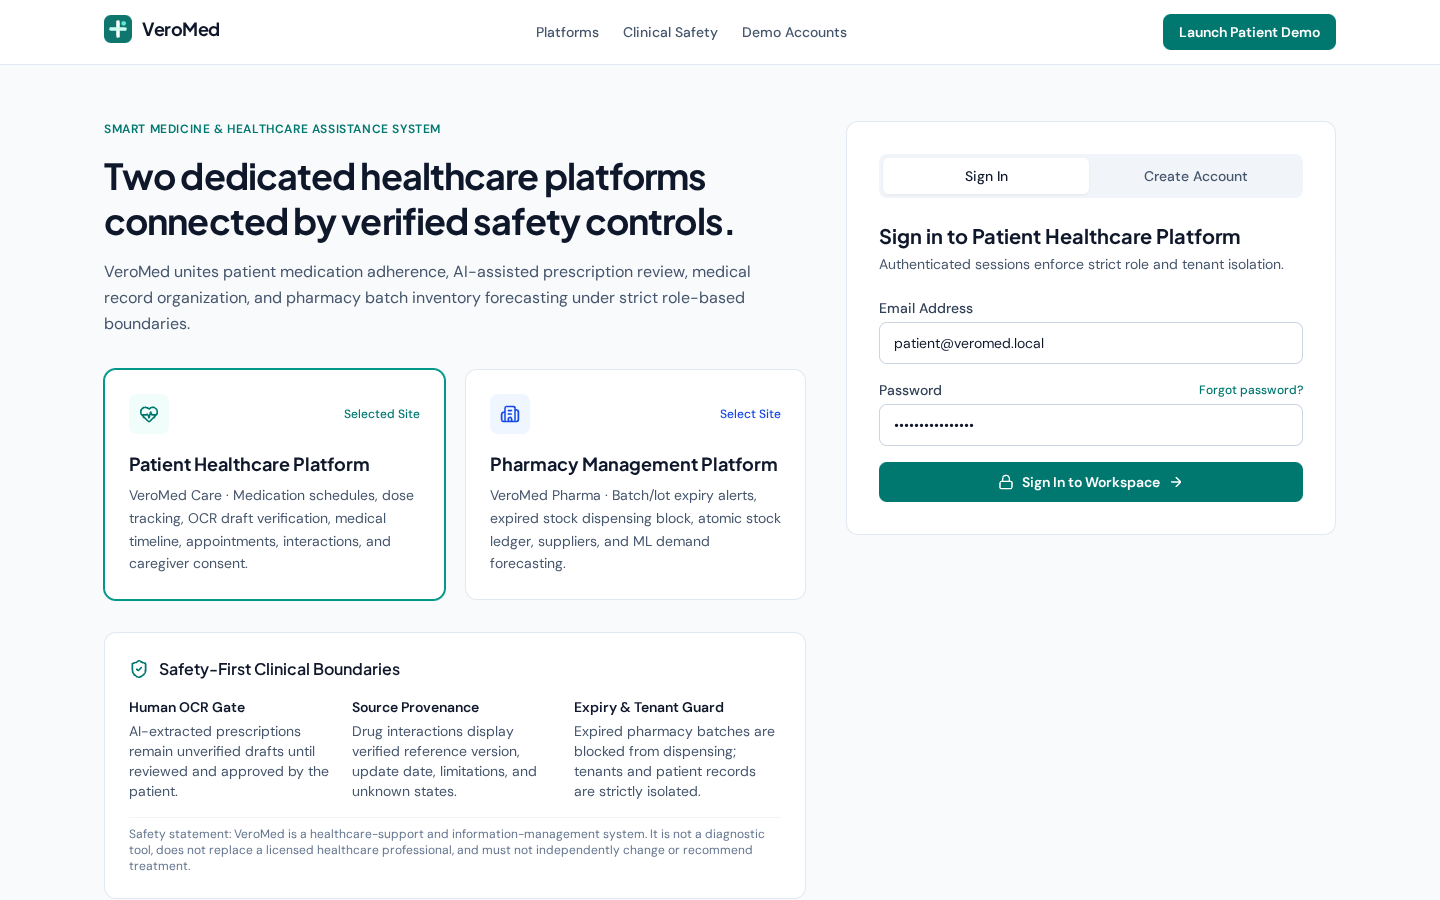 VeroMed
Platforms
Clinical Safety
Demo Accounts
Launch Patient Demo
SMART MEDICINE & HEALTHCARE ASSISTANCE SYSTEM
Two dedicated healthcare platforms
connected by verified safety controls.
VeroMed unites patient medication adherence, AI-assisted prescription review, medical
record organization, and pharmacy batch inventory forecasting under strict role-based
boundaries.
Selected Site
Patient Healthcare Platform
VeroMed Care · Medication schedules, dose
tracking, OCR draft verification, medical
timeline, appointments, interactions, and
caregiver consent.
Select Site
Pharmacy Management Platform
VeroMed Pharma · Batch/lot expiry alerts,
expired stock dispensing block, atomic stock
ledger, suppliers, and ML demand
forecasting.
Safety-First Clinical Boundaries
Human OCR Gate
AI-extracted prescriptions
remain unverified drafts until
reviewed and approved by the
patient.
Source Provenance
Drug interactions display
verified reference version,
update date, limitations, and
unknown states.
Expiry & Tenant Guard
Expired pharmacy batches are
blocked from dispensing;
tenants and patient records
are strictly isolated.
Safety statement: VeroMed is a healthcare-support and information-management system. It is not a diagnostic
tool, does not replace a licensed healthcare professional, and must not independently change or recommend
treatment.
Sign In
Create Account
Sign in to Patient Healthcare Platform
Authenticated sessions enforce strict role and tenant isolation.
Email Address
patient@veromed.local
Password
Forgot password?
••••••••••••••••
Sign In to Workspace